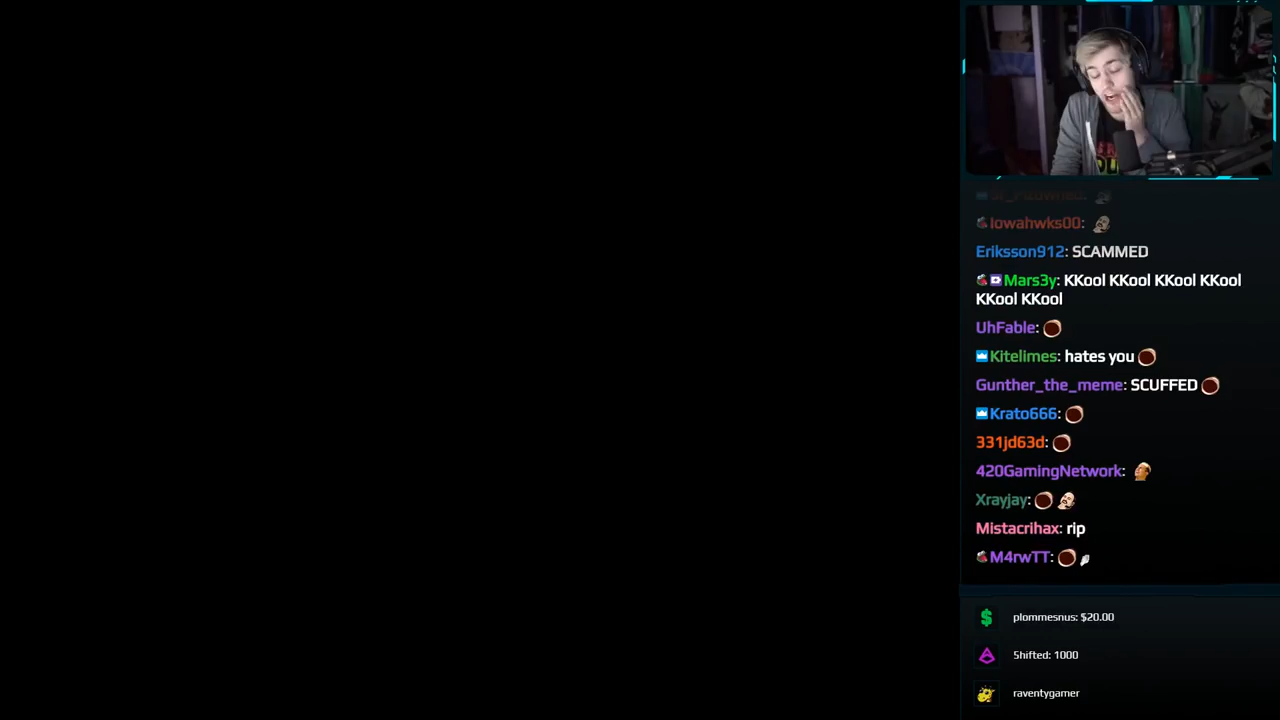 Iowahwks00:
Eriksson912: SCAMMED
Mars3y: KKool KKool KKool KKool
KKool KKool
UhFable:
Kitelimes: hates you
Gunther_the_meme: SCUFFED
Krato666:
331jd63d:
420GamingNetwork:
Xrayjay:
Mistacrihax: rip
M4rwTT:
plommesnus: $20.00
5hifted: 1000
raventygamer